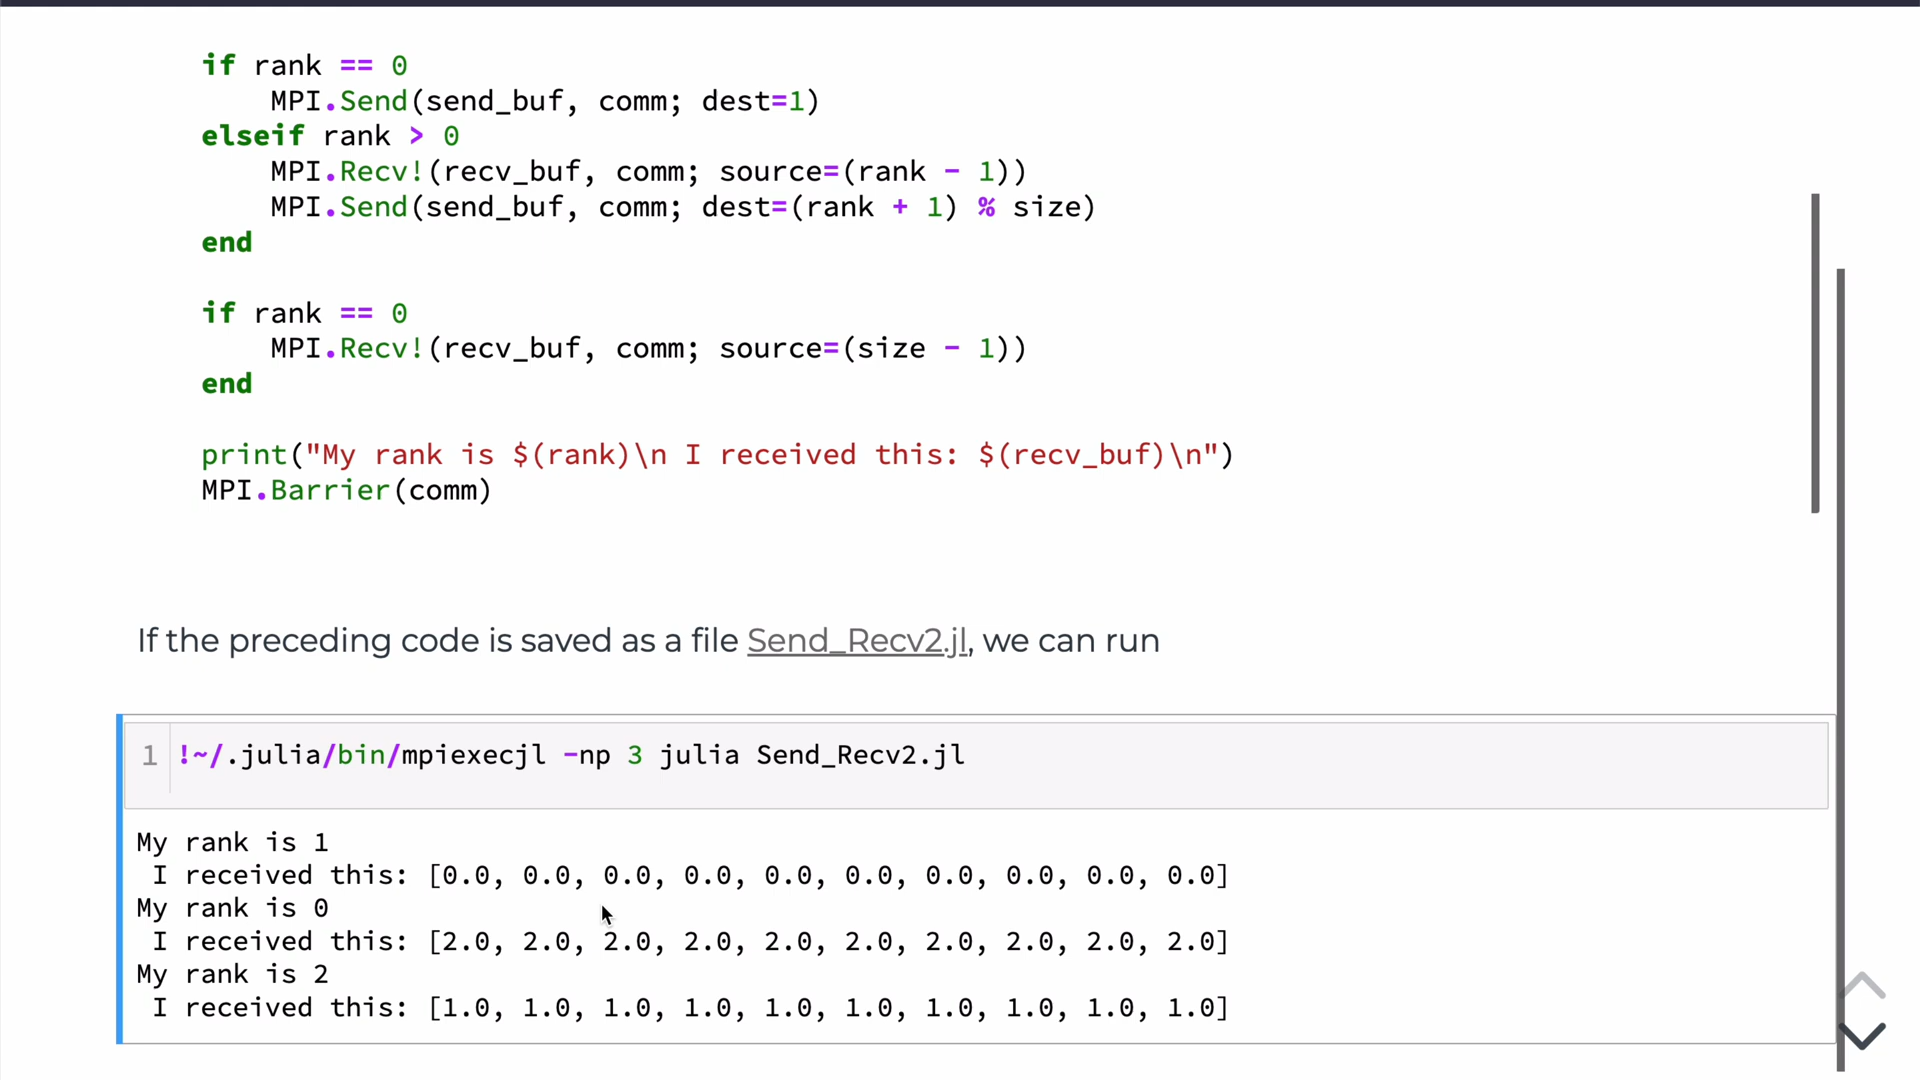 if rank == 0
    MPI.Send(send_buf, comm; dest=1)
elseif rank > 0
    MPI.Recv!(recv_buf, comm; source=(rank - 1))
    MPI.Send(send_buf, comm; dest=(rank + 1) % size)
end
if rank == 0
    MPI.Recv!(recv_buf, comm; source=(size - 1))
end
print("My rank is $(rank)\n I received this: $(recv_buf)\n")
MPI.Barrier(comm)
If the preceding code is saved as a file Send_Recv2.jl, we can run
1 !~/.julia/bin/mpiexecjl -np 3 julia Send_Recv2.jl
My rank is 1
 I received this: [0.0, 0.0, 0.0, 0.0, 0.0, 0.0, 0.0, 0.0, 0.0, 0.0]
My rank is 0
 I received this: [2.0, 2.0, 2.0, 2.0, 2.0, 2.0, 2.0, 2.0, 2.0, 2.0]
My rank is 2
 I received this: [1.0, 1.0, 1.0, 1.0, 1.0, 1.0, 1.0, 1.0, 1.0, 1.0]